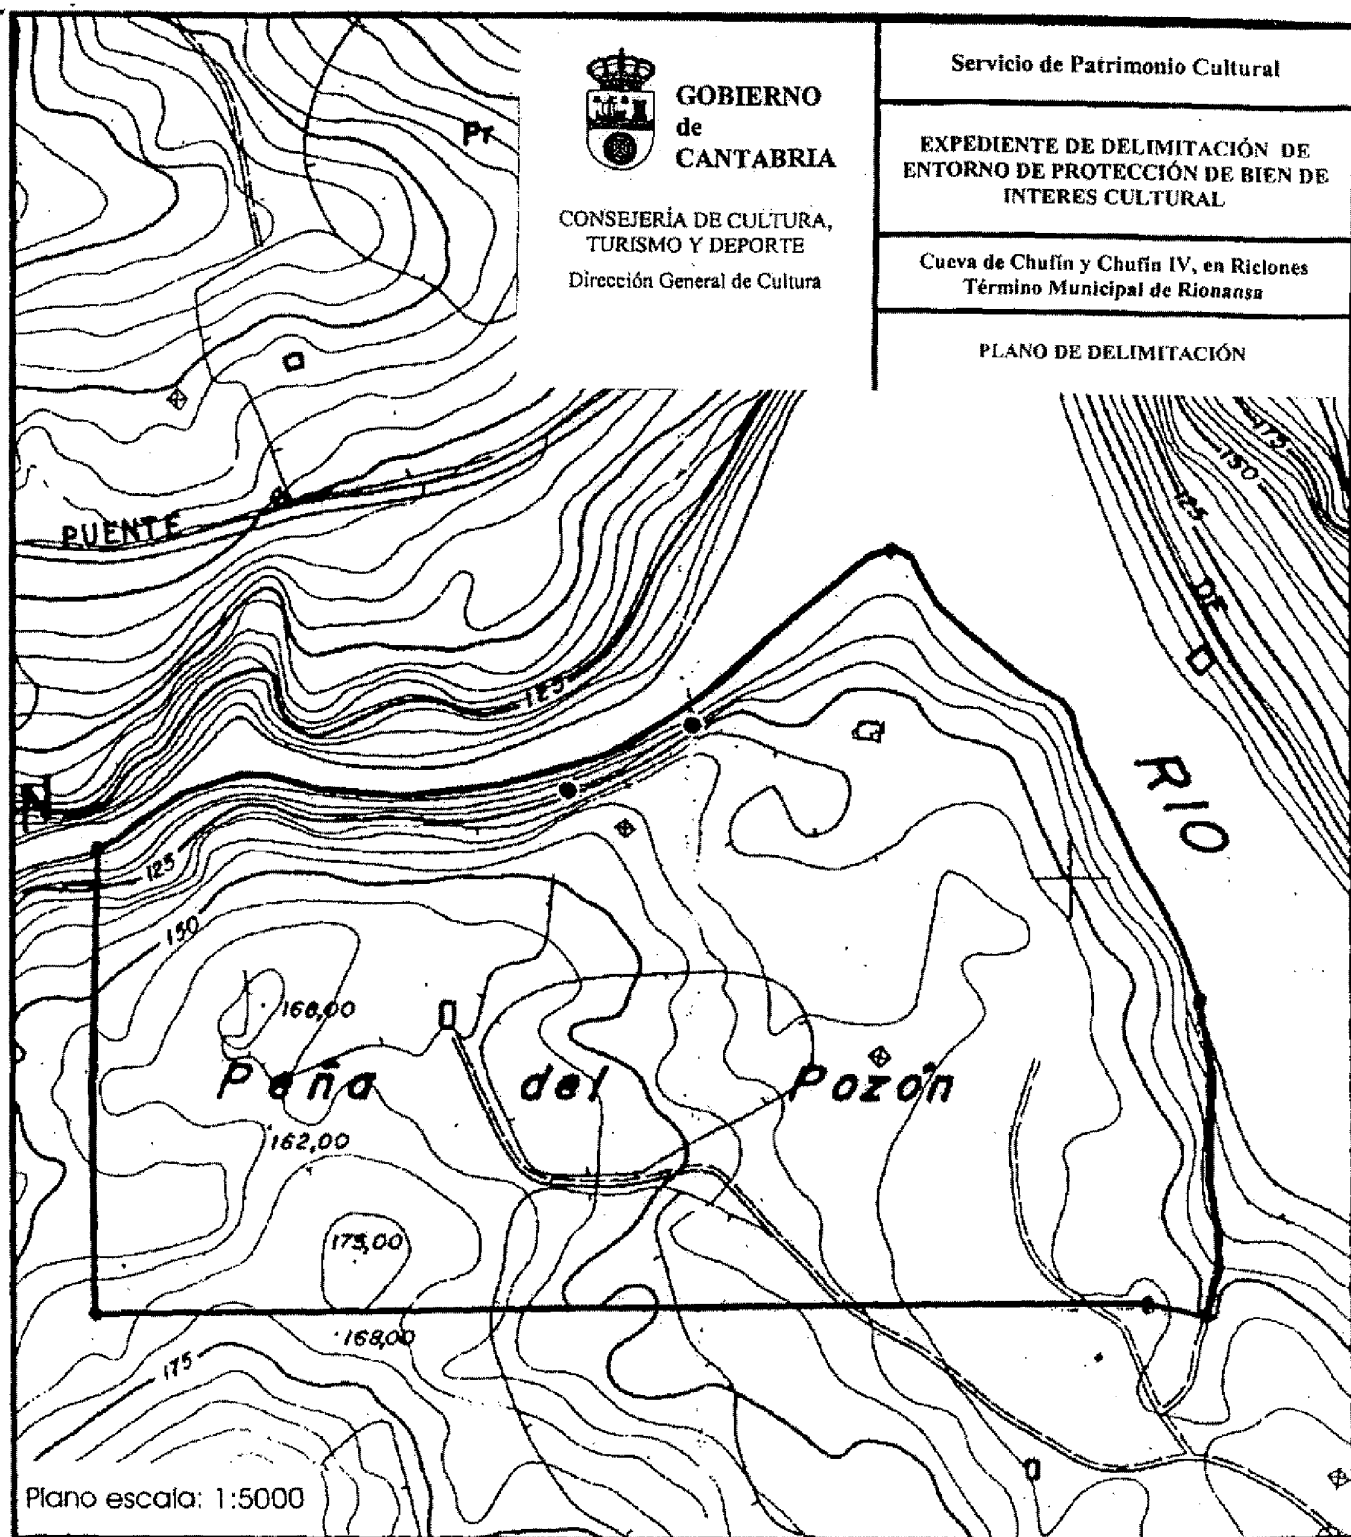 GOBIERNO
de
CANTABRIA
CONSEJERÍA DE CULTURA,
TURISMO Y DEPORTE
Dirección General de Cultura
Servicio de Patrimonio Cultural
EXPEDIENTE DE DELIMITACIÓN DE
ENTORNO DE PROTECCIÓN DE BIEN DE
INTERES CULTURAL
Cueva de Chufín y Chufín IV, en Riclones
Término Municipal de Rionansa
PLANO DE DELIMITACIÓN
Pr
175
150
125
PUENTE
DE
125
RIO
N
125
150
168,00
Peña del Pozón
162,00
175,00
168,00
175
Plano escala: 1:5000